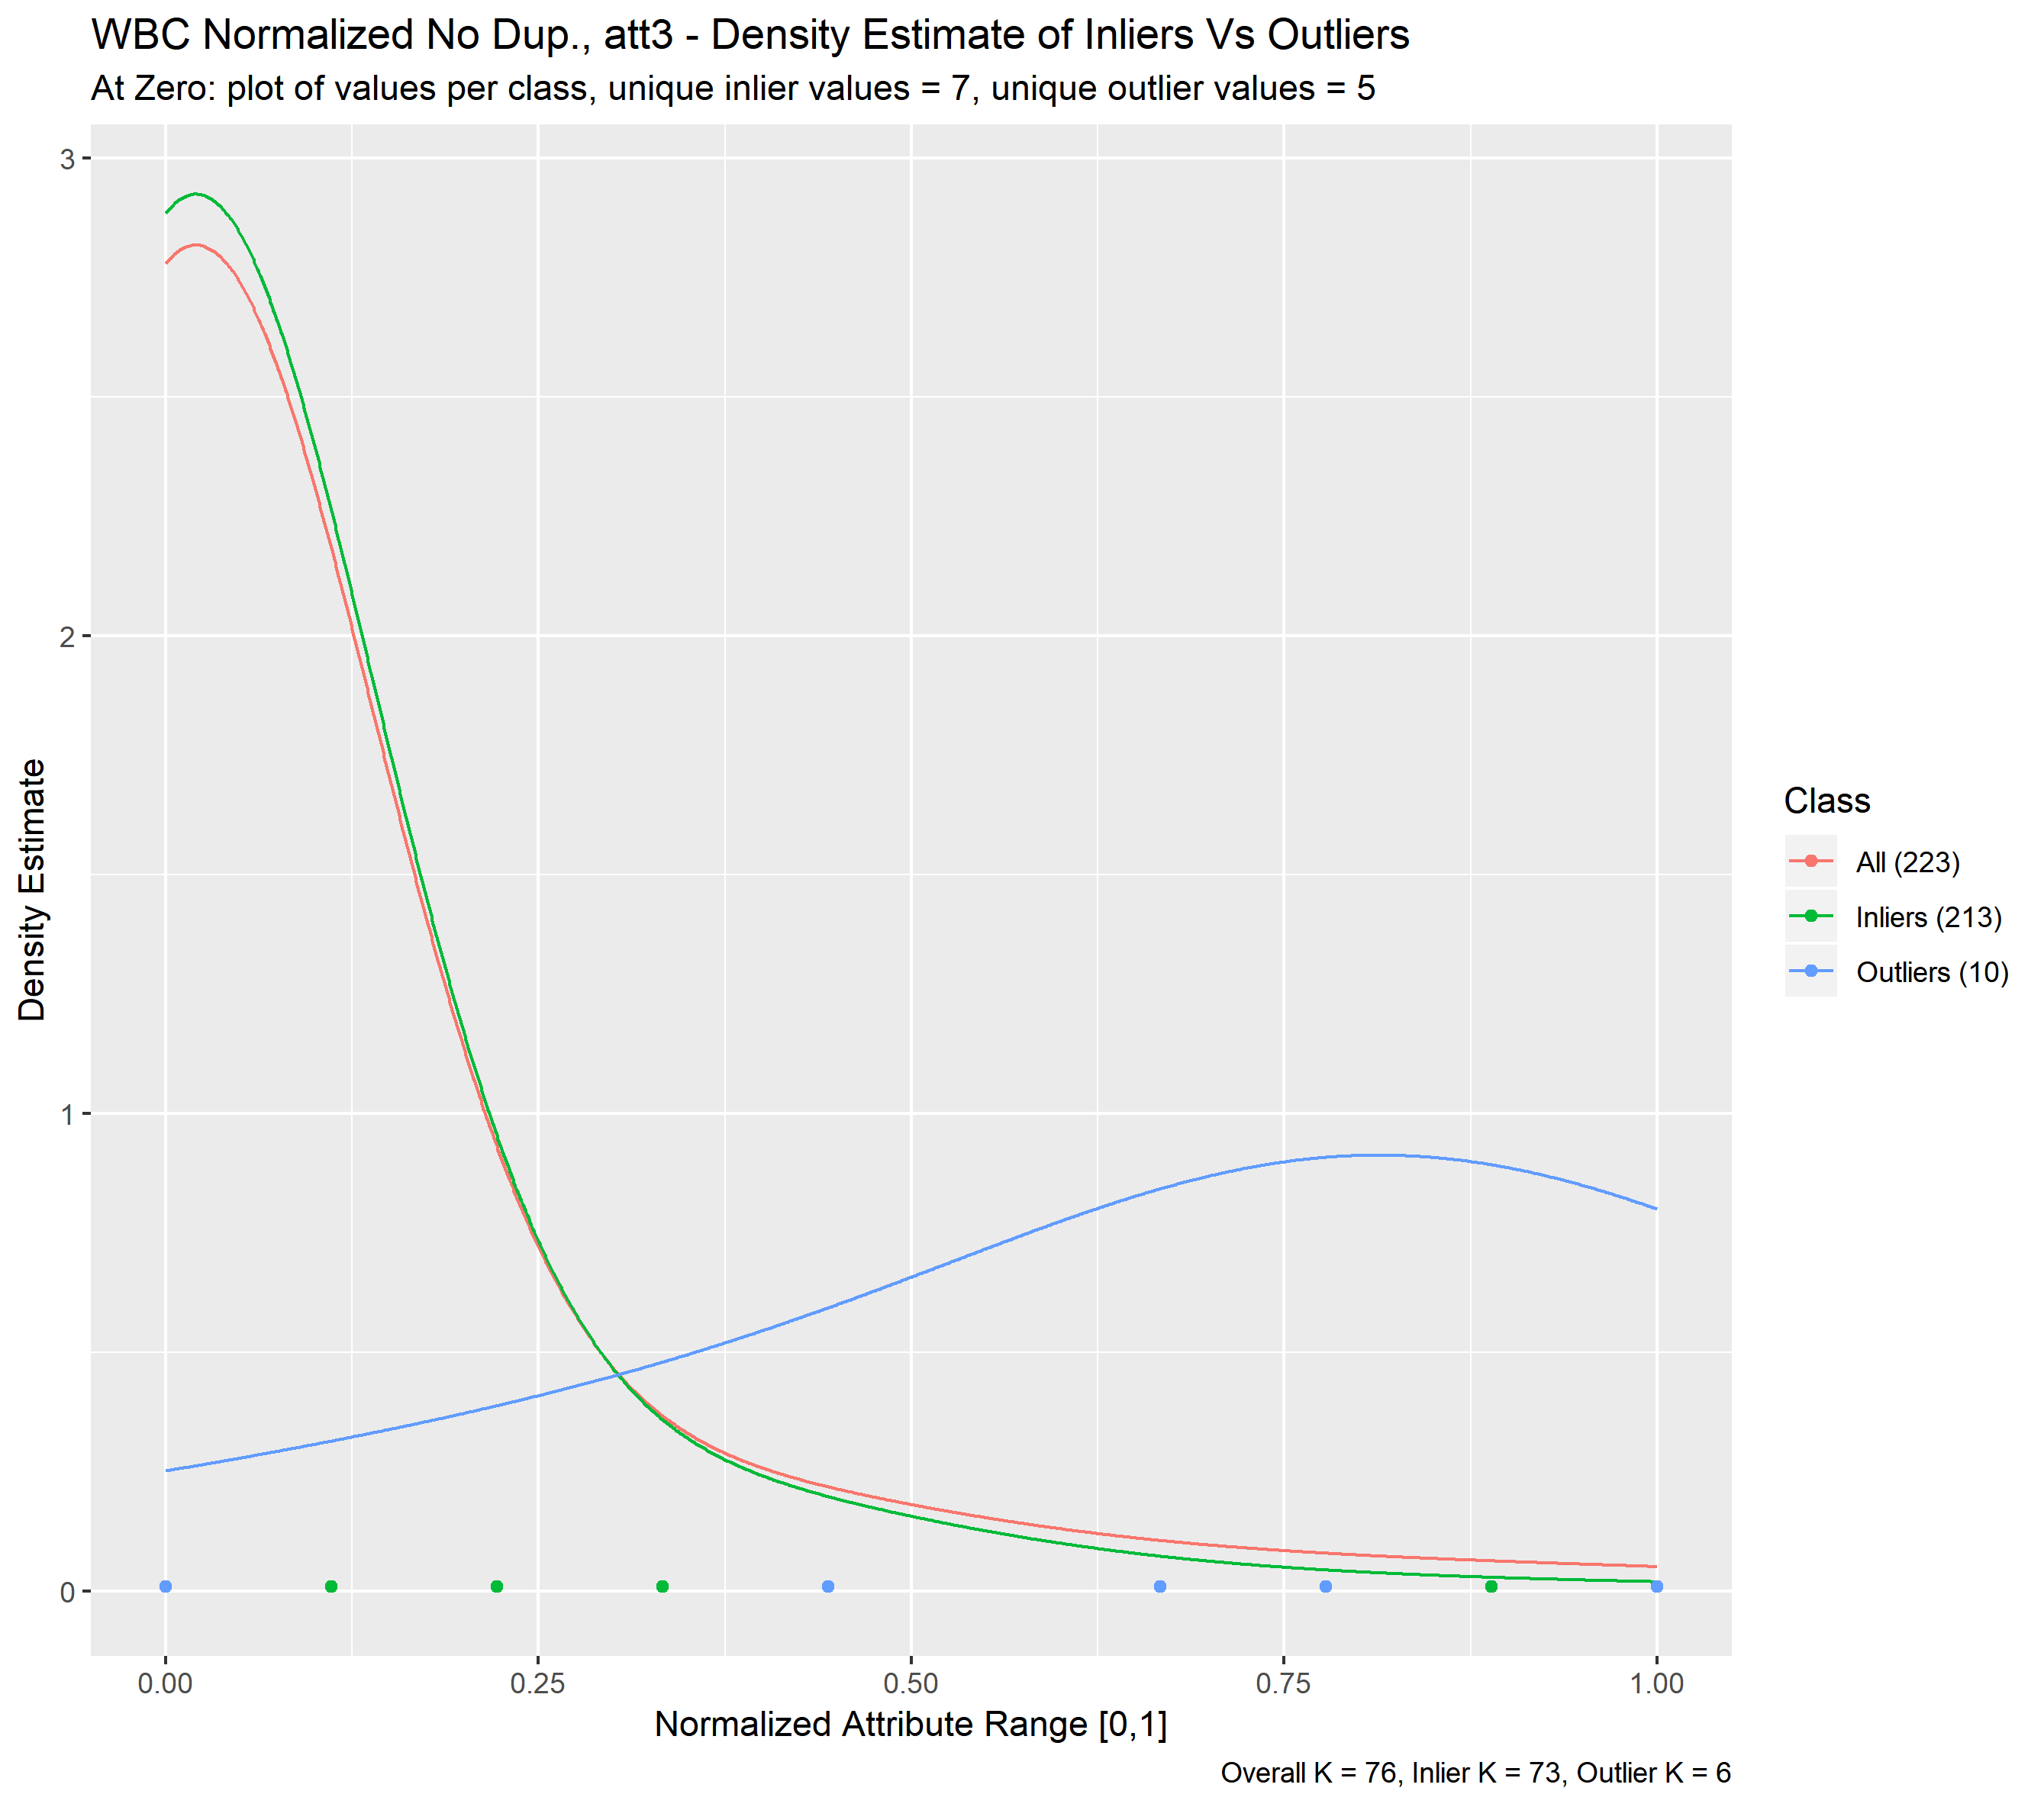 WBC Normalized No Dup., att3 - Density Estimate of Inliers Vs Outliers
At Zero: plot of values per class, unique inlier values = 7, unique outlier values = 5
3
2
1
0
Density Estimate
0.00 0.25 0.50 0.75 1.00
Normalized Attribute Range [0,1]
Class
All (223)
Inliers (213)
Outliers (10)
Overall K = 76, Inlier K = 73, Outlier K = 6